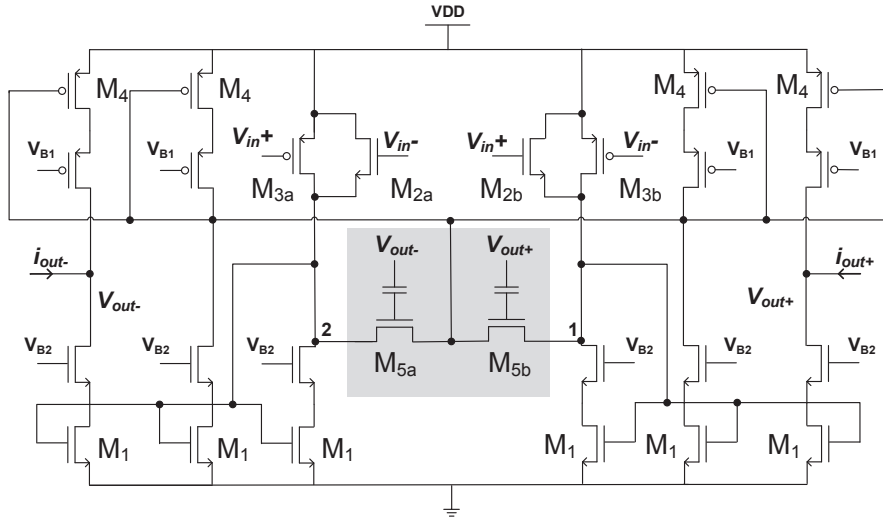 VDD
M4
M4
M4
M4
Vin+
Vin-
Vin+
Vin-
VB1
VB1
VB1
VB1
M3a
M2a
M2b
M3b
iout-
Vout-
Vout+
iout+
Vout-
Vout+
2
1
VB2
VB2
VB2
VB2
VB2
VB2
M5a
M5b
M1
M1
M1
M1
M1
M1